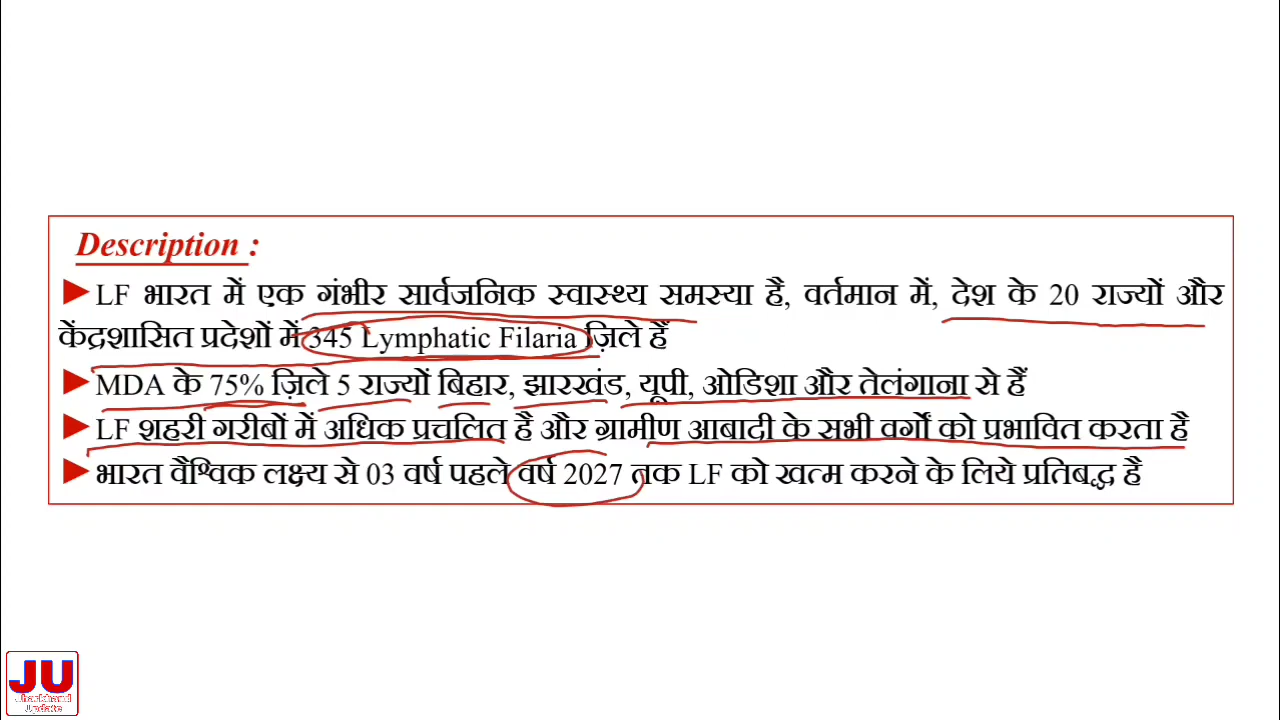 Description :
►LF भारत में एक गंभीर सार्वजनिक स्वास्थ्य समस्या है, वर्तमान में, देश के 20 राज्यों और
केंद्रशासित प्रदेशों में 345 Lymphatic Filaria ज़िले हैं
►MDA के 75% ज़िले 5 राज्यों बिहार, झारखंड, यूपी, ओडिशा और तेलंगाना से हैं
►LF शहरी गरीबों में अधिक प्रचलित है और ग्रामीण आबादी के सभी वर्गों को प्रभावित करता है
►भारत वैश्विक लक्ष्य से 03 वर्ष पहले वर्ष 2027 तक LF को खत्म करने के लिये प्रतिबद्ध है
JU
Jharkhand
Update